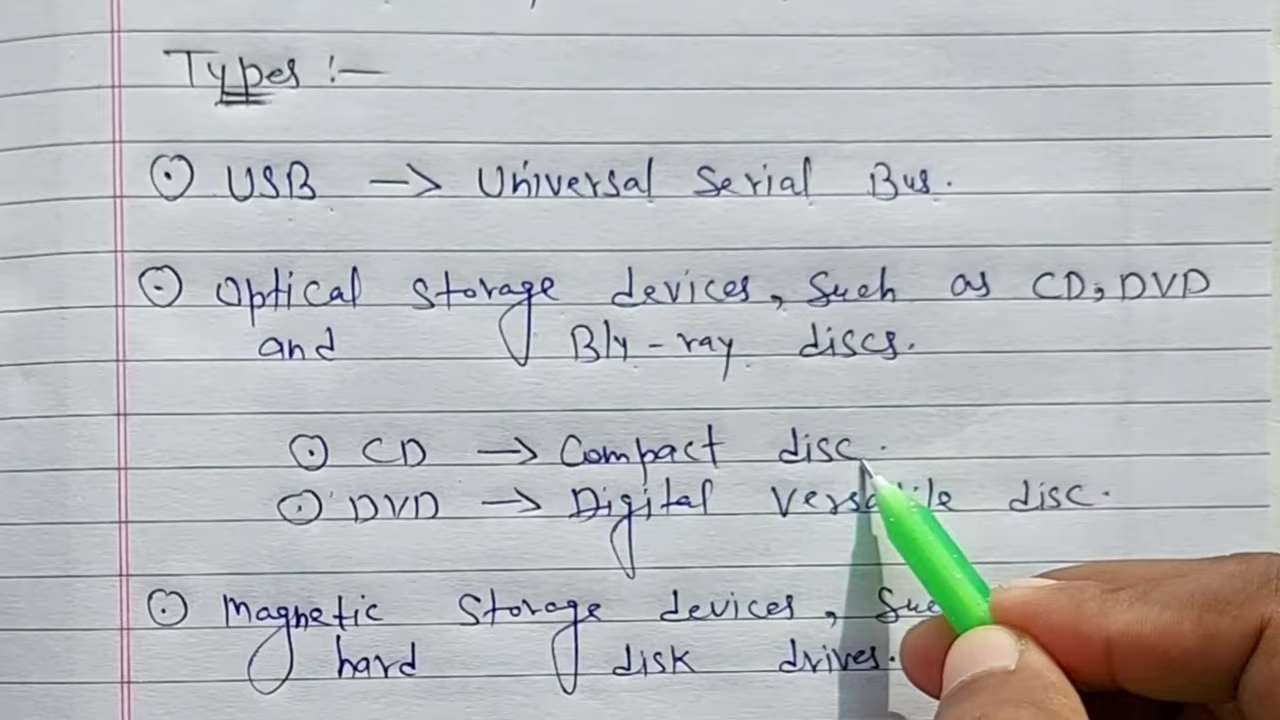 Types :-
⊙ USB -> Universal Serial Bus.
⊙ Optical storage devices, Such as CD, DVD
and Bly-ray discs.
⊙ CD -> Compact disc.
⊙ DVD -> Digital Versatile disc.
⊙ Magnetic Storage devices,
hard disk drives.